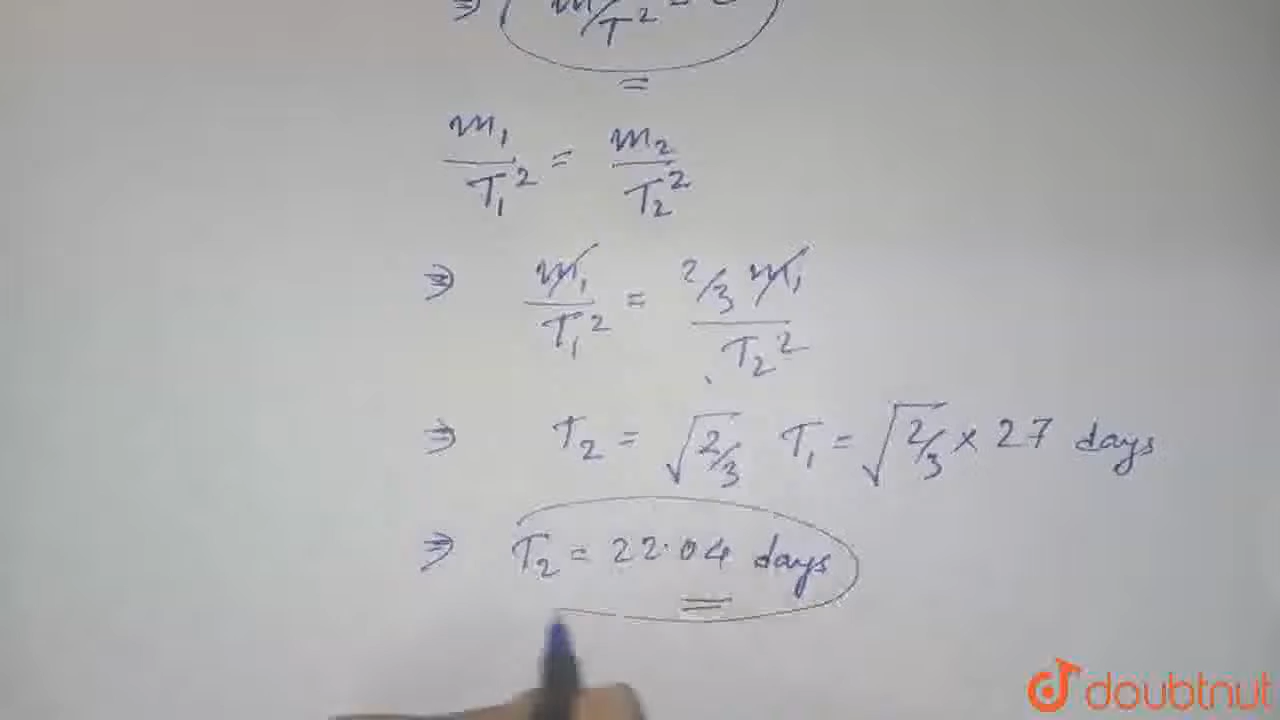 ⇒ m/T² = C
m₁/T₁² = m₂/T₂²
⇒ m₁/T₁² = 2/3 m₁/T₂²
⇒ T₂ = √2/3 T₁ = √2/3 × 27 days
⇒ T₂ = 22.04 days
doubtnut